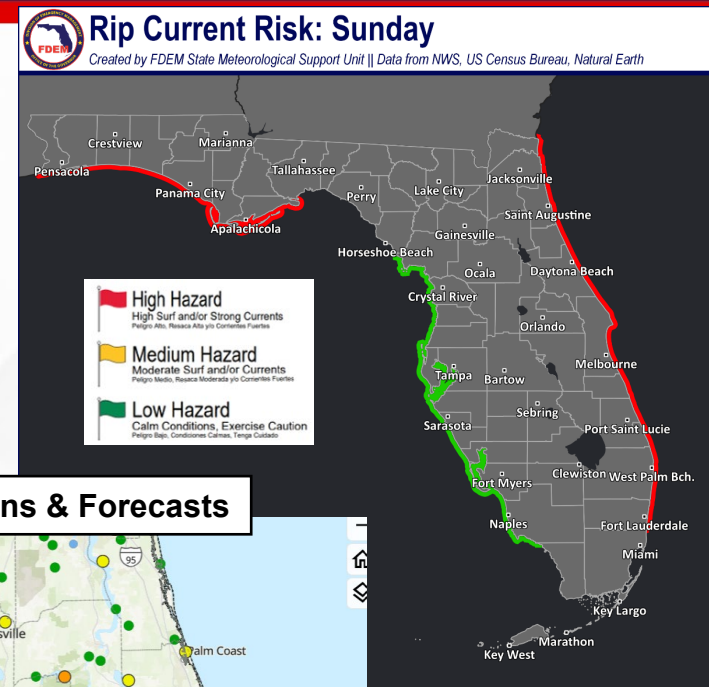 Rip Current Risk: Sunday
Created by FDEM State Meteorological Support Unit || Data from NWS, US Census Bureau, Natural Earth
FDEM
Crestview
Marianna
Pensacola
Tallahassee
Jacksonville
Panama City
Perry
Lake City
Saint Augustine
Apalachicola
Gainesville
Horseshoe Beach
Ocala
Daytona Beach
Crystal River
Orlando
Melbourne
Tampa
Bartow
Sebring
Sarasota
Port Saint Lucie
Clewiston
West Palm Bch.
Fort Myers
Naples
Fort Lauderdale
Miami
Key Largo
Marathon
Key West
High Hazard
High Surf and/or Strong Currents
Peligro Alto, Resaca Alta y/o Corrientes Fuertes
Medium Hazard
Moderate Surf and/or Currents
Peligro Medio, Resaca Moderada y/o Corrientes Fuertes
Low Hazard
Calm Conditions, Exercise Caution
Peligro Bajo, Condiciones Calmas, Tenga Cuidado
ns & Forecasts
95
sville
Palm Coast